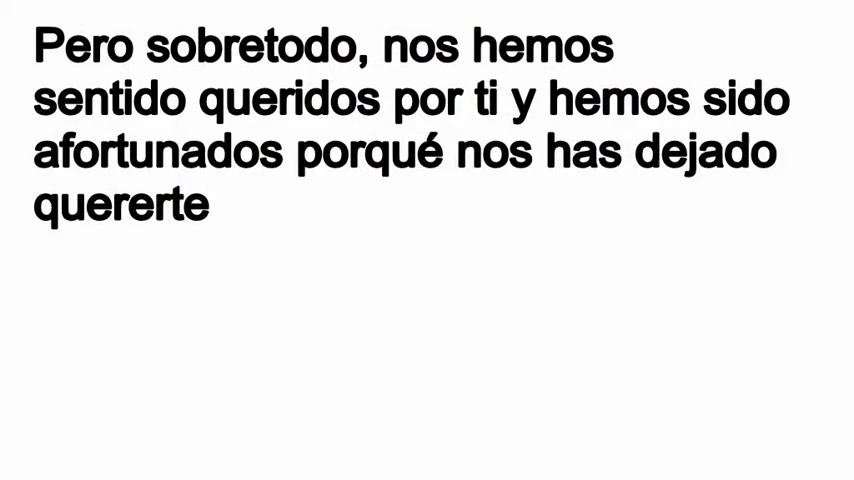 Pero sobretodo, nos hemos
sentido queridos por ti y hemos sido
afortunados porqué nos has dejado
quererte